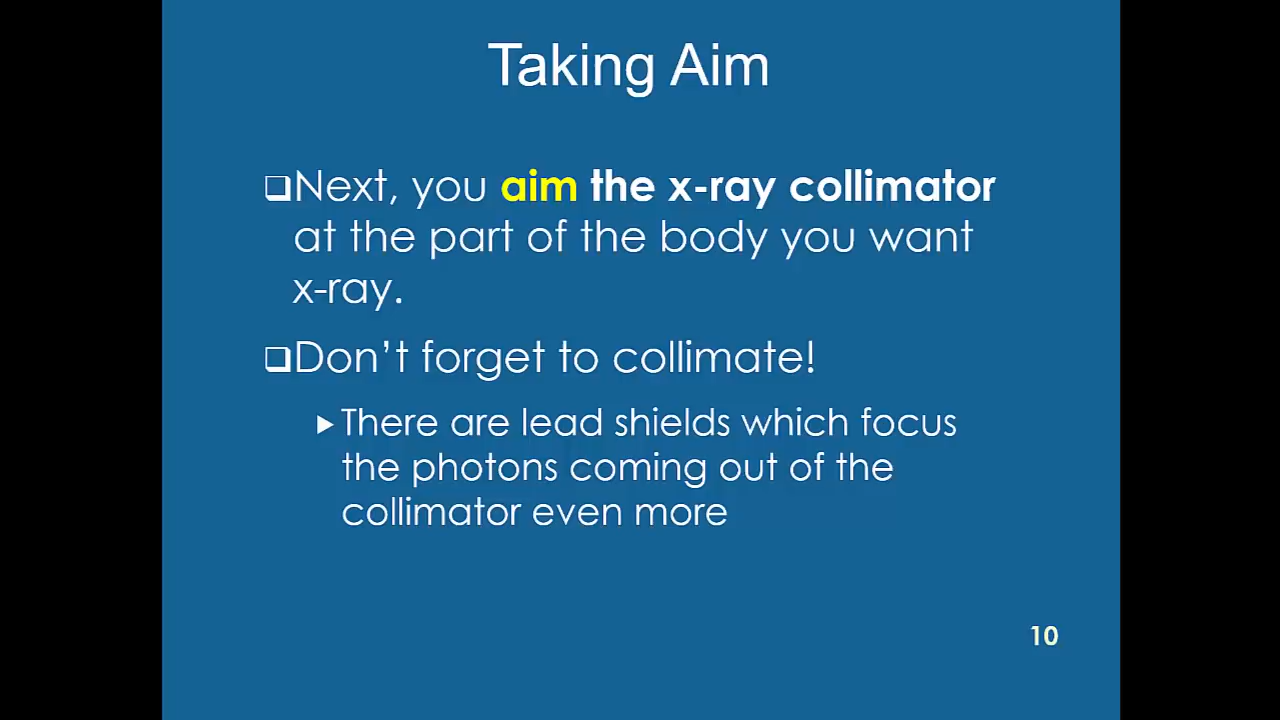 Taking Aim
Next, you aim the x-ray collimator
at the part of the body you want
x-ray.
Don’t forget to collimate!
There are lead shields which focus
the photons coming out of the
collimator even more
10